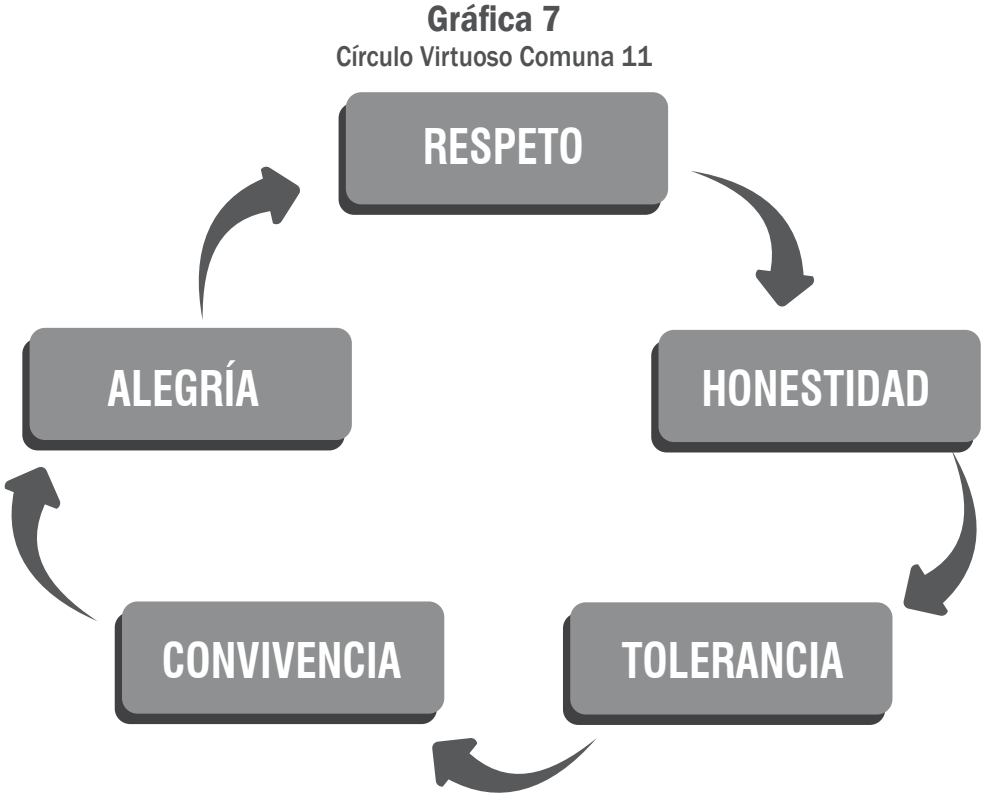 Gráfica 7
Círculo Virtuoso Comuna 11
RESPETO
HONESTIDAD
TOLERANCIA
CONVIVENCIA
ALEGRÍA